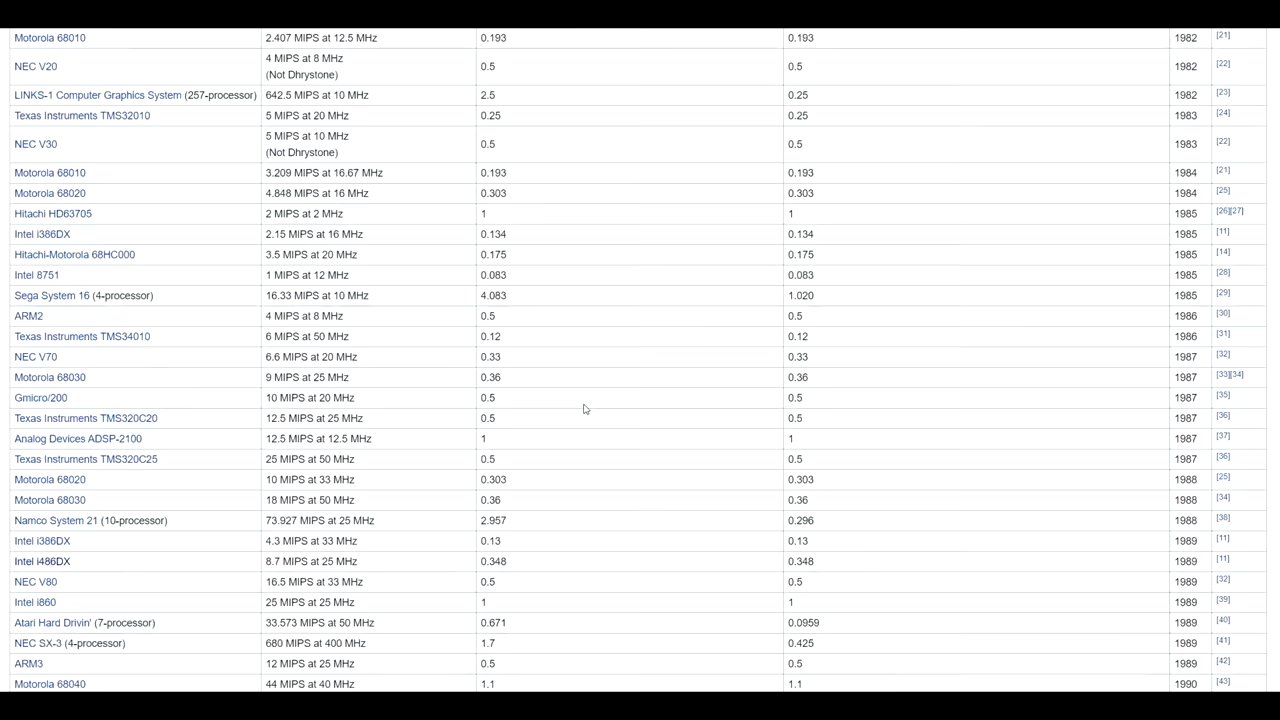 Motorola 68010 2.407 MIPS at 12.5 MHz 0.193 0.193 1982 [21]
NEC V20 4 MIPS at 8 MHz (Not Dhrystone) 0.5 0.5 1982 [22]
LINKS-1 Computer Graphics System (257-processor) 642.5 MIPS at 10 MHz 2.5 0.25 1982 [23]
Texas Instruments TMS32010 5 MIPS at 20 MHz 0.25 0.25 1983 [24]
NEC V30 5 MIPS at 10 MHz (Not Dhrystone) 0.5 0.5 1983 [22]
Motorola 68010 3.209 MIPS at 16.67 MHz 0.193 0.193 1984 [21]
Motorola 68020 4.848 MIPS at 16 MHz 0.303 0.303 1984 [25]
Hitachi HD63705 2 MIPS at 2 MHz 1 1 1985 [26][27]
Intel i386DX 2.15 MIPS at 16 MHz 0.134 0.134 1985 [11]
Hitachi-Motorola 68HC000 3.5 MIPS at 20 MHz 0.175 0.175 1985 [14]
Intel 8751 1 MIPS at 12 MHz 0.083 0.083 1985 [28]
Sega System 16 (4-processor) 16.33 MIPS at 10 MHz 4.083 1.020 1985 [29]
ARM2 4 MIPS at 8 MHz 0.5 0.5 1986 [30]
Texas Instruments TMS34010 6 MIPS at 50 MHz 0.12 0.12 1986 [31]
NEC V70 6.6 MIPS at 20 MHz 0.33 0.33 1987 [32]
Motorola 68030 9 MIPS at 25 MHz 0.36 0.36 1987 [33][34]
Gmicro/200 10 MIPS at 20 MHz 0.5 0.5 1987 [35]
Texas Instruments TMS320C20 12.5 MIPS at 25 MHz 0.5 0.5 1987 [36]
Analog Devices ADSP-2100 12.5 MIPS at 12.5 MHz 1 1 1987 [37]
Texas Instruments TMS320C25 25 MIPS at 50 MHz 0.5 0.5 1987 [36]
Motorola 68020 10 MIPS at 33 MHz 0.303 0.303 1988 [25]
Motorola 68030 18 MIPS at 50 MHz 0.36 0.36 1988 [34]
Namco System 21 (10-processor) 73.927 MIPS at 25 MHz 2.957 0.296 1988 [38]
Intel i386DX 4.3 MIPS at 33 MHz 0.13 0.13 1989 [11]
Intel i486DX 8.7 MIPS at 25 MHz 0.348 0.348 1989 [11]
NEC V80 16.5 MIPS at 33 MHz 0.5 0.5 1989 [32]
Intel i860 25 MIPS at 25 MHz 1 1 1989 [39]
Atari Hard Drivin' (7-processor) 33.573 MIPS at 50 MHz 0.671 0.0959 1989 [40]
NEC SX-3 (4-processor) 680 MIPS at 400 MHz 1.7 0.425 1989 [41]
ARM3 12 MIPS at 25 MHz 0.5 0.5 1989 [42]
Motorola 68040 44 MIPS at 40 MHz 1.1 1.1 1990 [43]